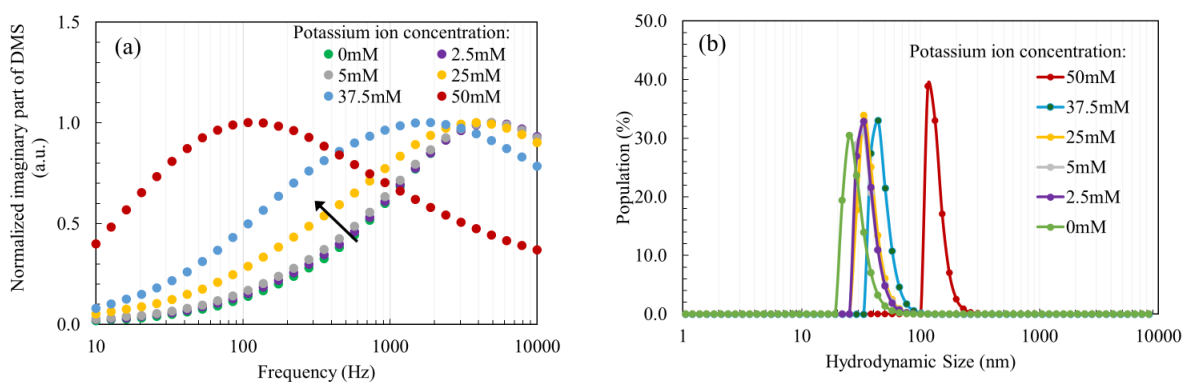 (a)
Potassium ion concentration:
0mM 2.5mM
5mM 25mM
37.5mM 50mM
Normalized imaginary part of DMS
(a.u.)
1.5
1.0
0.5
0.0
10 100 1000 10000
Frequency (Hz)
(b)
Potassium ion concentration:
50mM
37.5mM
25mM
5mM
2.5mM
0mM
Population (%)
50.0
40.0
30.0
20.0
10.0
0.0
1 10 100 1000 10000
Hydrodynamic Size (nm)